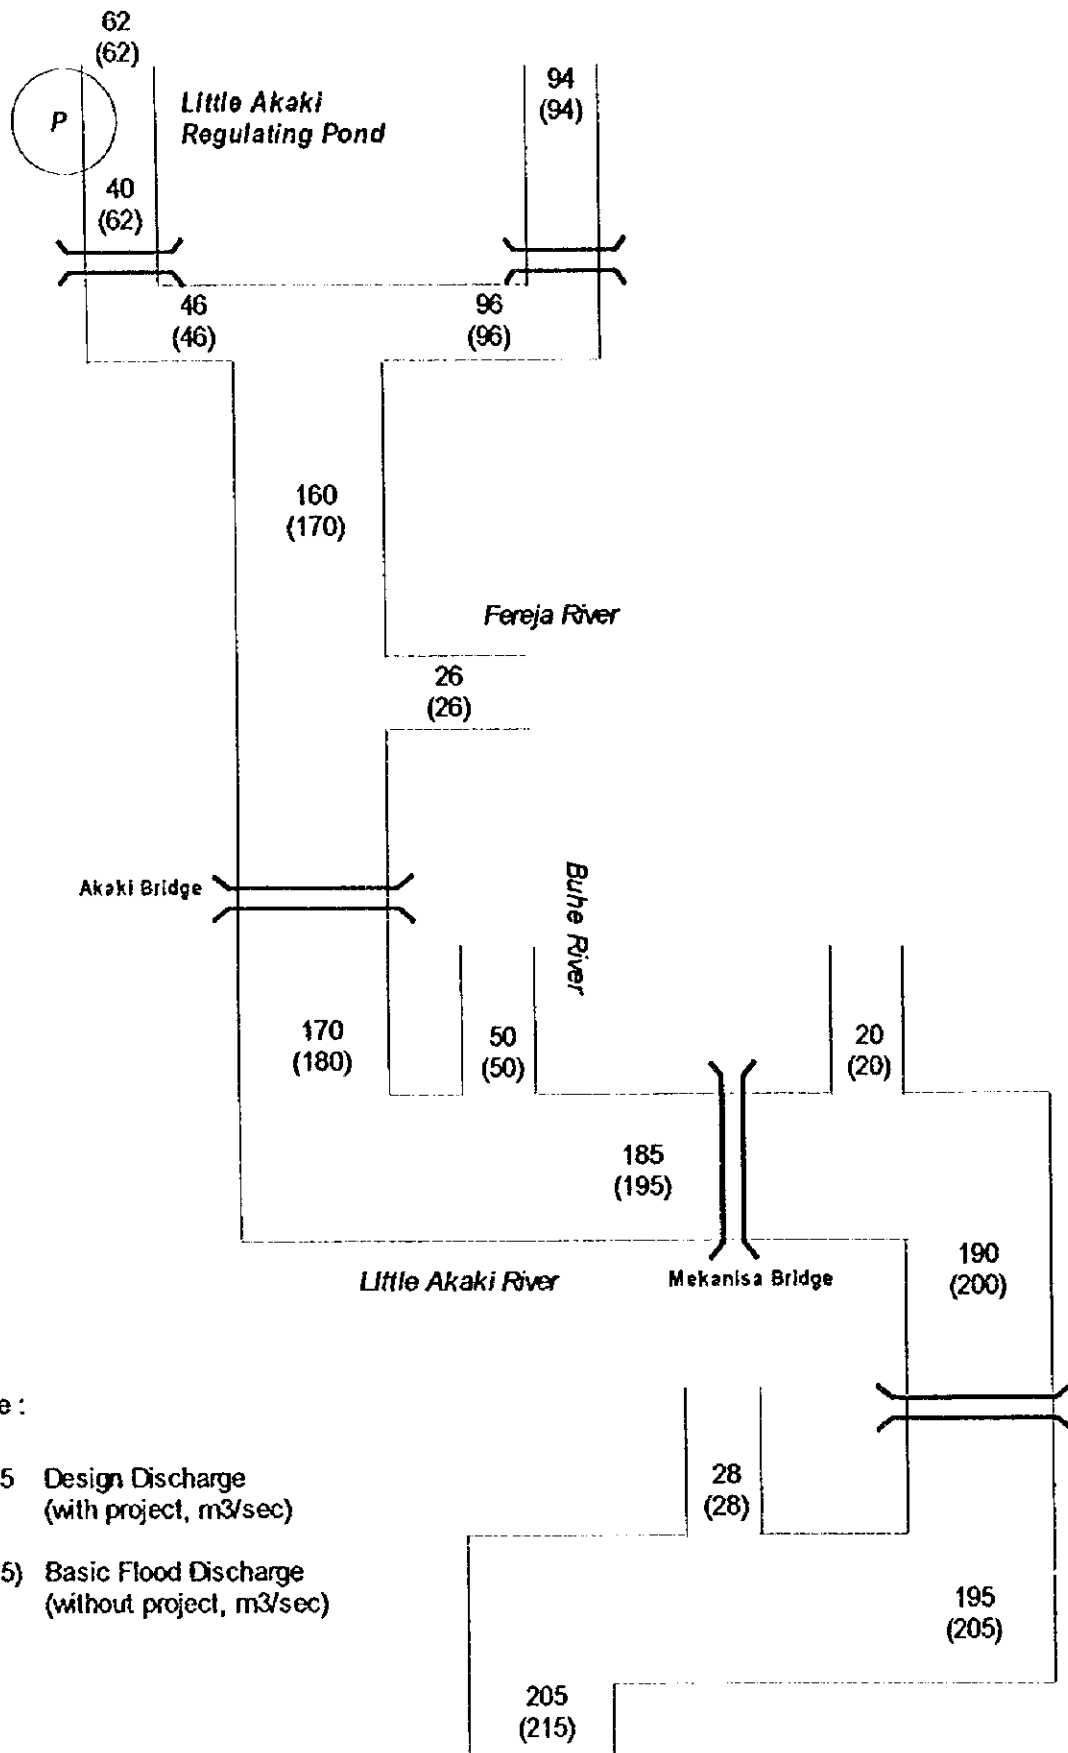 62
(62)
P
Little Akaki
Regulating Pond
94
(94)
40
(62)
46
(46)
96
(96)
160
(170)
Fereja River
26
(26)
Akaki Bridge
Buhe River
170
(180)
50
(50)
20
(20)
185
(195)
Little Akaki River
Mekanisa Bridge
190
(200)
e :
5 Design Discharge
(with project, m3/sec)
28
(28)
5) Basic Flood Discharge
(without project, m3/sec)
195
(205)
205
(215)